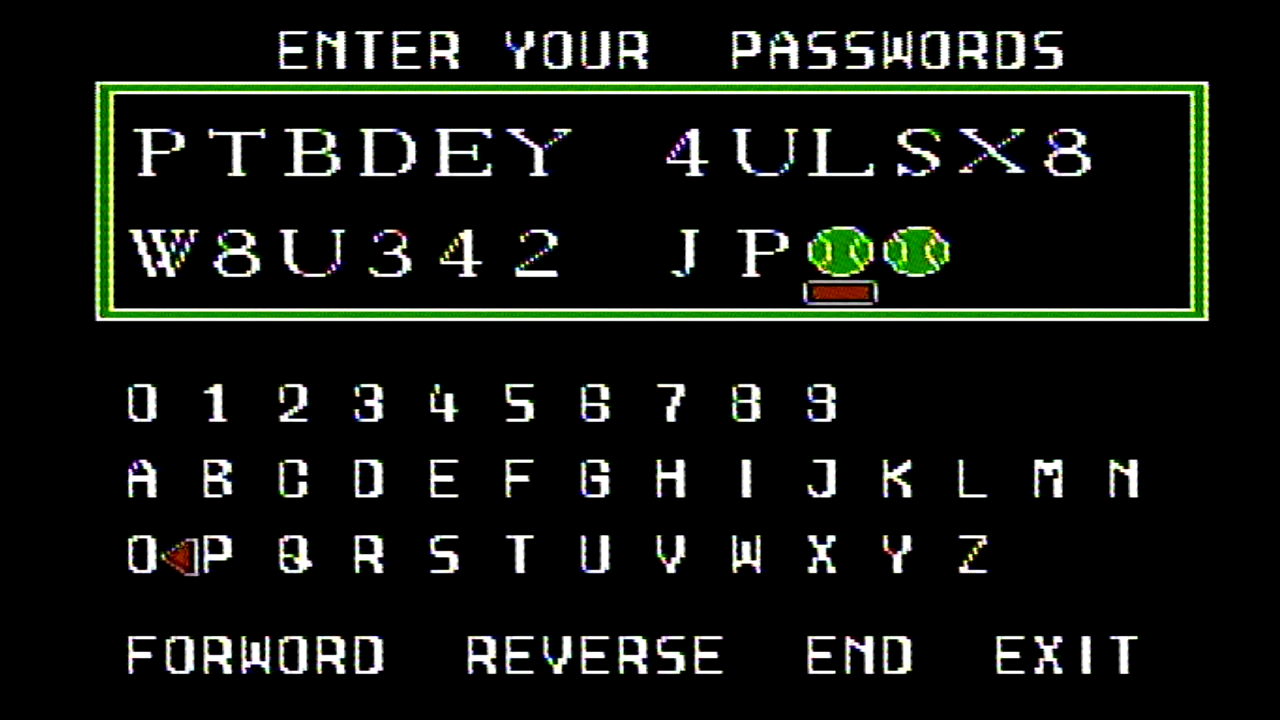 ENTER YOUR PASSWORDS
PTBDEY 4ULSX8
W8U342 JP
0 1 2 3 4 5 6 7 8 9
A B C D E F G H I J K L M N
O P Q R S T U V W X Y Z
FORWORD REVERSE END EXIT